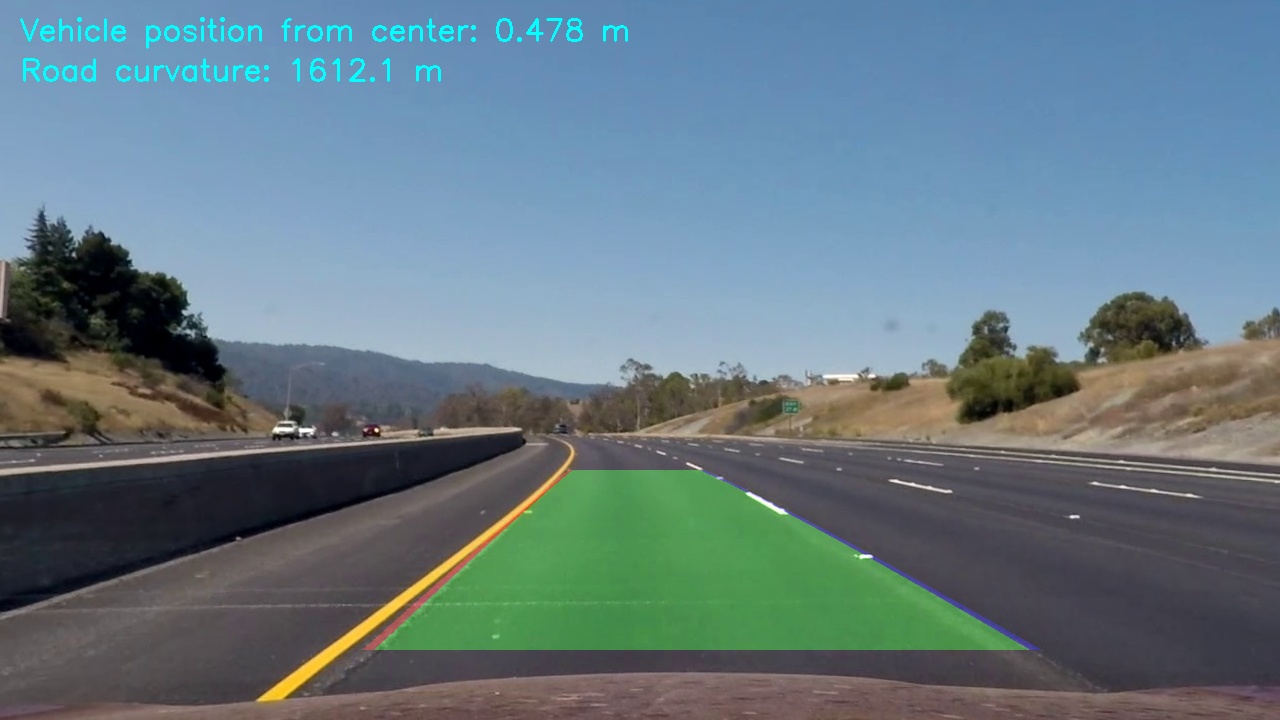 Vehicle position from center: 0.478 m
Road curvature: 1612.1 m